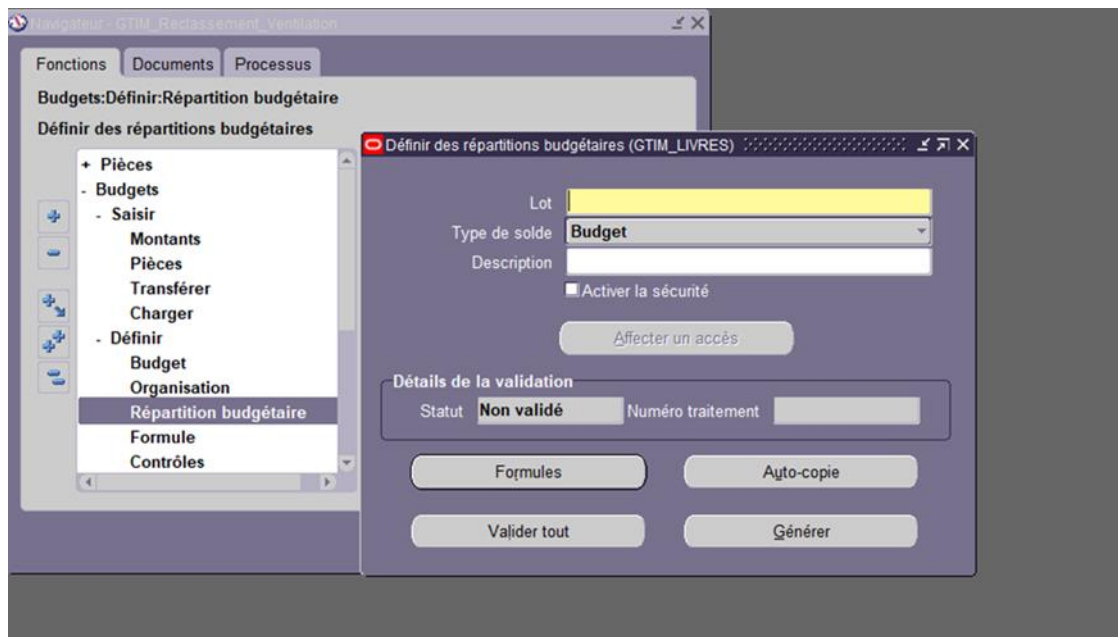 Navigateur - GTIM_Reclassement_Ventilation
Fonctions Documents Processus
Budgets:Définir:Répartition budgétaire
Définir des répartitions budgétaires
+ Pièces
- Budgets
- Saisir
Montants
Pièces
Transférer
Charger
- Définir
Budget
Organisation
Répartition budgétaire
Formule
Contrôles
Définir des répartitions budgétaires (GTIM_LIVRES)
Lot
Type de solde Budget
Description
Activer la sécurité
Affecter un accès
Détails de la validation
Statut Non validé Numéro traitement
Formules Auto-copie
Valider tout Générer